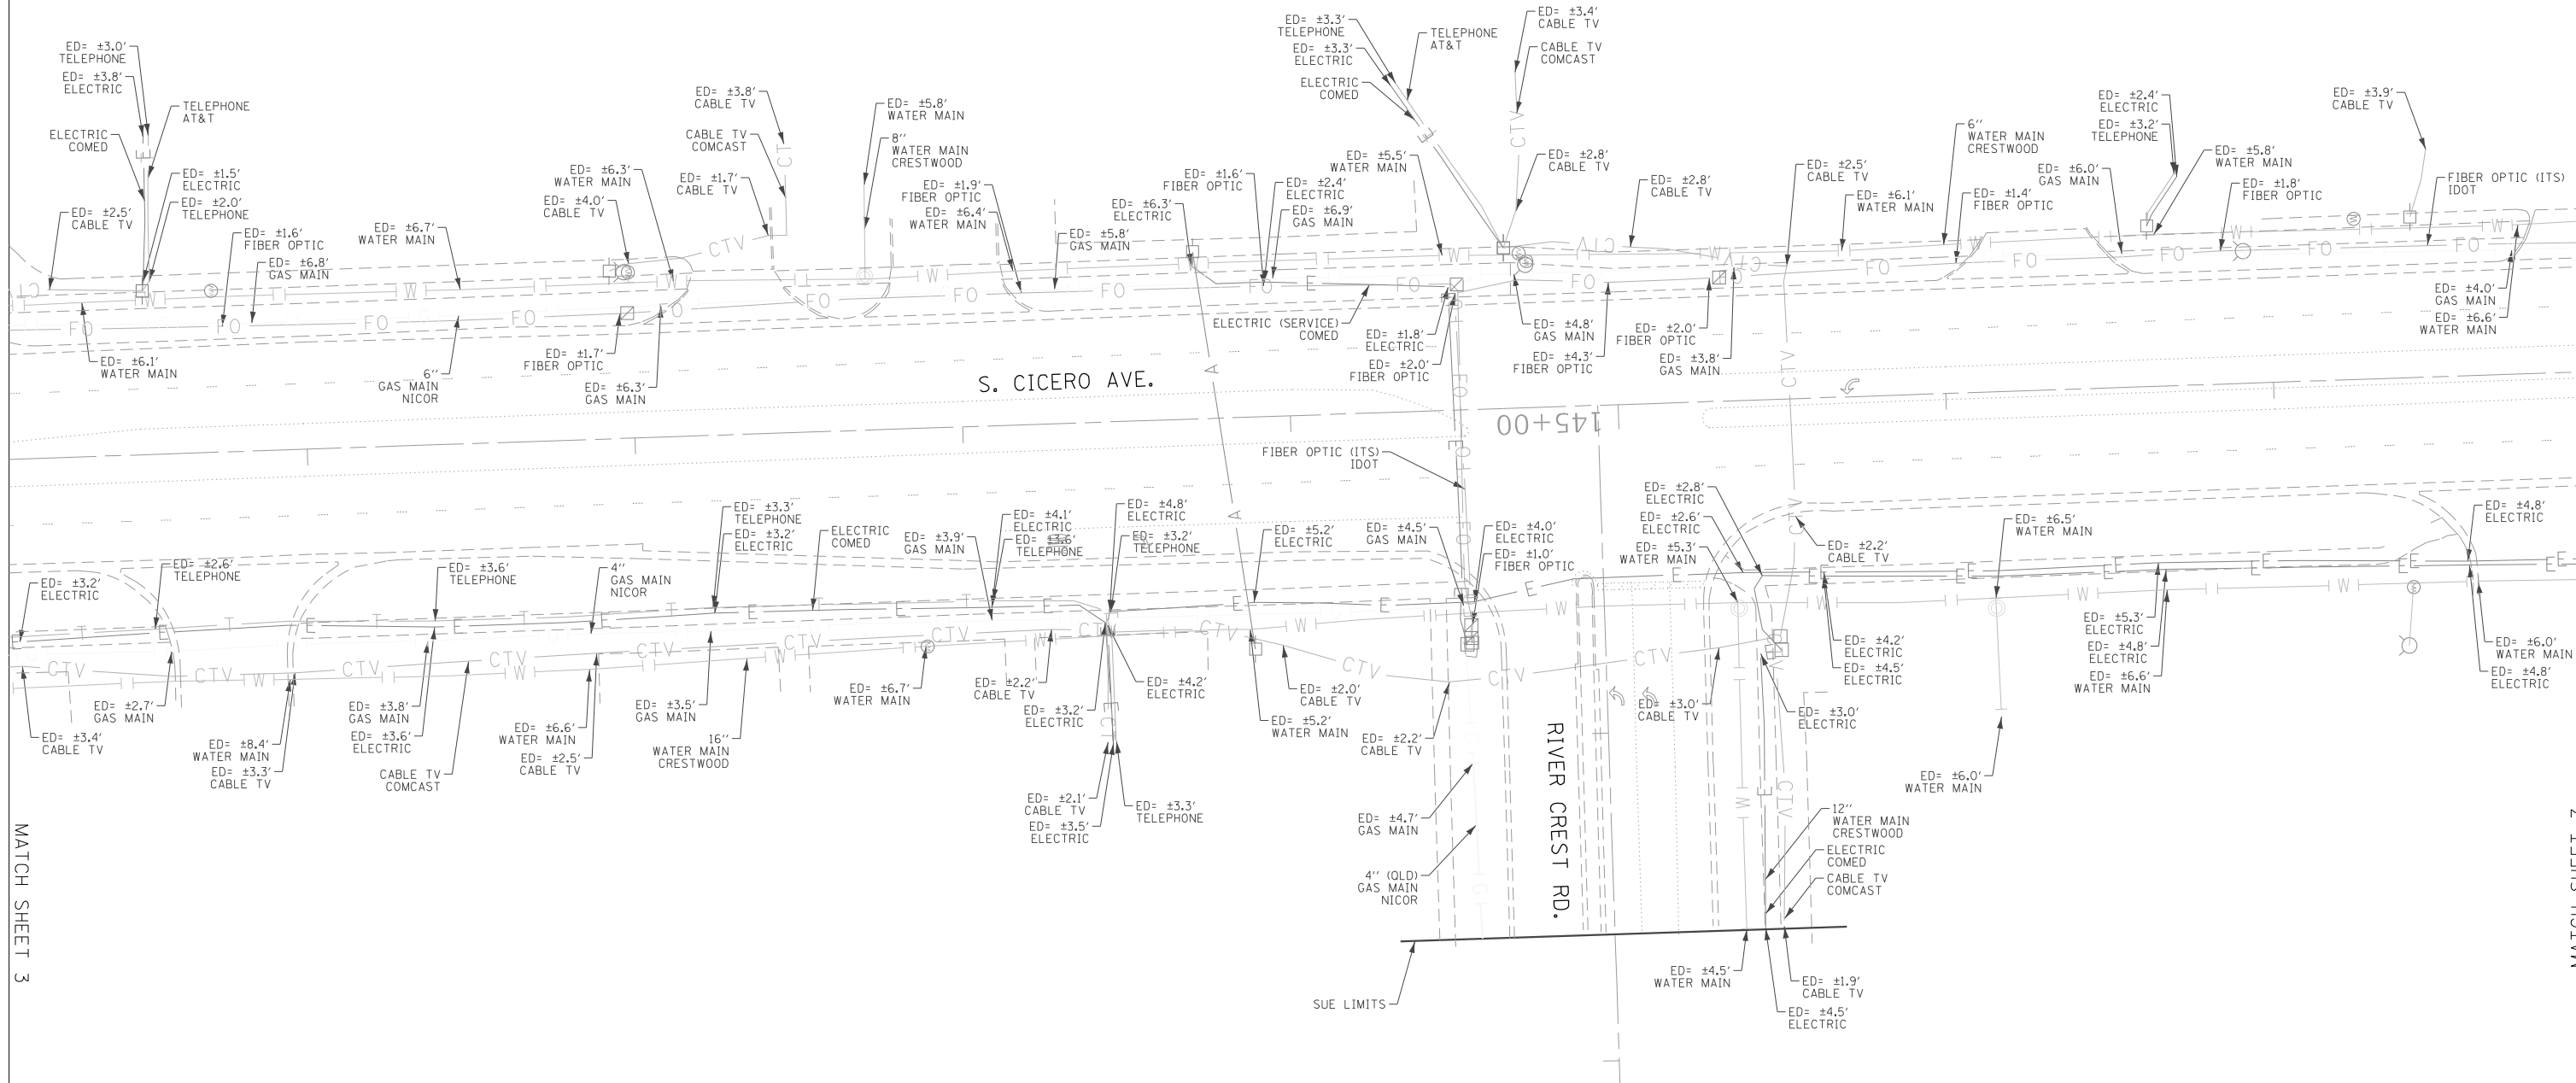 ED= ±3.0'
TELEPHONE
ED= ±3.8'
ELECTRIC
TELEPHONE
AT&T
ELECTRIC
COMED
ED= ±1.5'
ELECTRIC
ED= ±2.0'
TELEPHONE
ED= ±2.5'
CABLE TV
ED= ±1.6'
FIBER OPTIC
ED= ±6.8'
GAS MAIN
ED= ±6.1'
WATER MAIN
ED= ±6.7'
WATER MAIN
6''
GAS MAIN
NICOR
ED= ±6.3'
WATER MAIN
ED= ±4.0'
CABLE TV
ED= ±1.7'
FIBER OPTIC
ED= ±6.3'
GAS MAIN
ED= ±3.8'
CABLE TV
CABLE TV
COMCAST
ED= ±1.7'
CABLE TV
ED= ±5.8'
WATER MAIN
8''
WATER MAIN
CRESTWOOD
ED= ±1.9'
FIBER OPTIC
ED= ±6.4'
WATER MAIN
ED= ±5.8'
GAS MAIN
ED= ±1.6'
FIBER OPTIC
ED= ±6.3'
ELECTRIC
ED= ±2.4'
ELECTRIC
ED= ±6.9'
GAS MAIN
ED= ±3.3'
TELEPHONE
ED= ±3.3'
ELECTRIC
ELECTRIC
COMED
TELEPHONE
AT&T
ED= ±3.4'
CABLE TV
CABLE TV
COMCAST
ED= ±5.5'
WATER MAIN
ED= ±2.8'
CABLE TV
ED= ±2.8'
CABLE TV
ELECTRIC (SERVICE)
COMED
ED= ±1.8'
ELECTRIC
ED= ±2.0'
FIBER OPTIC
ED= ±4.8'
GAS MAIN
ED= ±4.3'
FIBER OPTIC
ED= ±2.0'
FIBER OPTIC
ED= ±3.8'
GAS MAIN
ED= ±2.5'
CABLE TV
ED= ±6.1'
WATER MAIN
6''
WATER MAIN
CRESTWOOD
ED= ±1.4'
FIBER OPTIC
ED= ±6.0'
GAS MAIN
ED= ±2.4'
ELECTRIC
ED= ±3.2'
TELEPHONE
ED= ±5.8'
WATER MAIN
ED= ±1.8'
FIBER OPTIC
ED= ±3.9'
CABLE TV
FIBER OPTIC (ITS)
IDOT
ED= ±4.0'
GAS MAIN
ED= ±6.6'
WATER MAIN
S. CICERO AVE.
145+00
FIBER OPTIC (ITS)
IDOT
ED= ±3.2'
ELECTRIC
ED= ±2.6'
TELEPHONE
ED= ±3.6'
TELEPHONE
4''
GAS MAIN
NICOR
ED= ±3.3'
TELEPHONE
ED= ±3.2'
ELECTRIC
ELECTRIC
COMED
ED= ±3.9'
GAS MAIN
ED= ±4.1'
ELECTRIC
ED= ±3.6'
TELEPHONE
ED= ±4.8'
ELECTRIC
ED= ±3.2'
TELEPHONE
ED= ±5.2'
ELECTRIC
ED= ±4.5'
GAS MAIN
ED= ±4.0'
ELECTRIC
ED= ±1.0'
FIBER OPTIC
ED= ±2.8'
ELECTRIC
ED= ±2.6'
ELECTRIC
ED= ±5.3'
WATER MAIN
ED= ±2.2'
CABLE TV
ED= ±6.5'
WATER MAIN
ED= ±4.8'
ELECTRIC
ED= ±3.4'
CABLE TV
ED= ±2.7'
GAS MAIN
ED= ±8.4'
WATER MAIN
ED= ±3.3'
CABLE TV
ED= ±3.8'
GAS MAIN
ED= ±3.6'
ELECTRIC
CABLE TV
COMCAST
ED= ±6.6'
WATER MAIN
ED= ±2.5'
CABLE TV
ED= ±3.5'
GAS MAIN
16''
WATER MAIN
CRESTWOOD
ED= ±6.7'
WATER MAIN
ED= ±2.2'
CABLE TV
ED= ±3.2'
ELECTRIC
ED= ±4.2'
ELECTRIC
ED= ±2.0'
CABLE TV
ED= ±5.2'
WATER MAIN
ED= ±2.2'
CABLE TV
ED= ±2.1'
CABLE TV
ED= ±3.5'
ELECTRIC
ED= ±3.3'
TELEPHONE
ED= ±4.7'
GAS MAIN
4'' (OLD)
GAS MAIN
NICOR
RIVER CREST RD.
ED= ±3.0'
CABLE TV
ED= ±3.0'
ELECTRIC
ED= ±4.2'
ELECTRIC
ED= ±4.5'
ELECTRIC
ED= ±5.3'
ELECTRIC
ED= ±4.8'
ELECTRIC
ED= ±6.6'
WATER MAIN
ED= ±6.0'
WATER MAIN
ED= ±4.8'
ELECTRIC
ED= ±6.0'
WATER MAIN
12''
WATER MAIN
CRESTWOOD
ELECTRIC
COMED
CABLE TV
COMCAST
SUE LIMITS
ED= ±4.5'
WATER MAIN
ED= ±1.9'
CABLE TV
ED= ±4.5'
ELECTRIC
MATCH SHEET 3